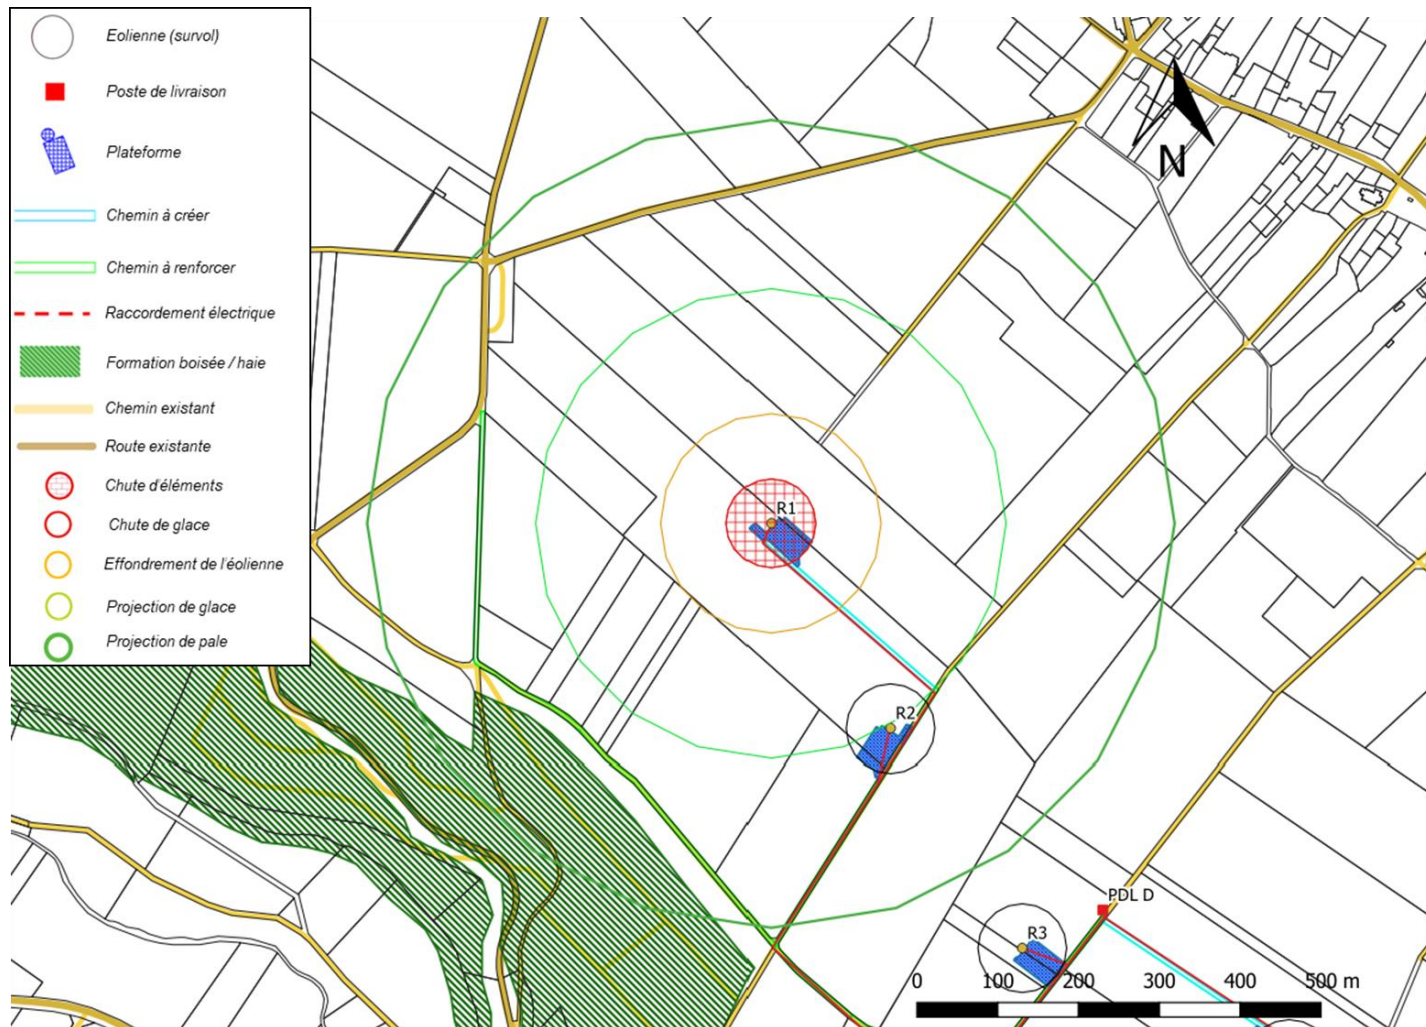 Eolienne (survol)
Poste de livraison
Plateforme
Chemin à créer
Chemin à renforcer
Raccordement électrique
Formation boisée / haie
Chemin existant
Route existante
Chute d'éléments
Chute de glace
Effondrement de l'éolienne
Projection de glace
Projection de pale
N
R1
R2
PDL D
R3
0 100 200 300 400 500 m